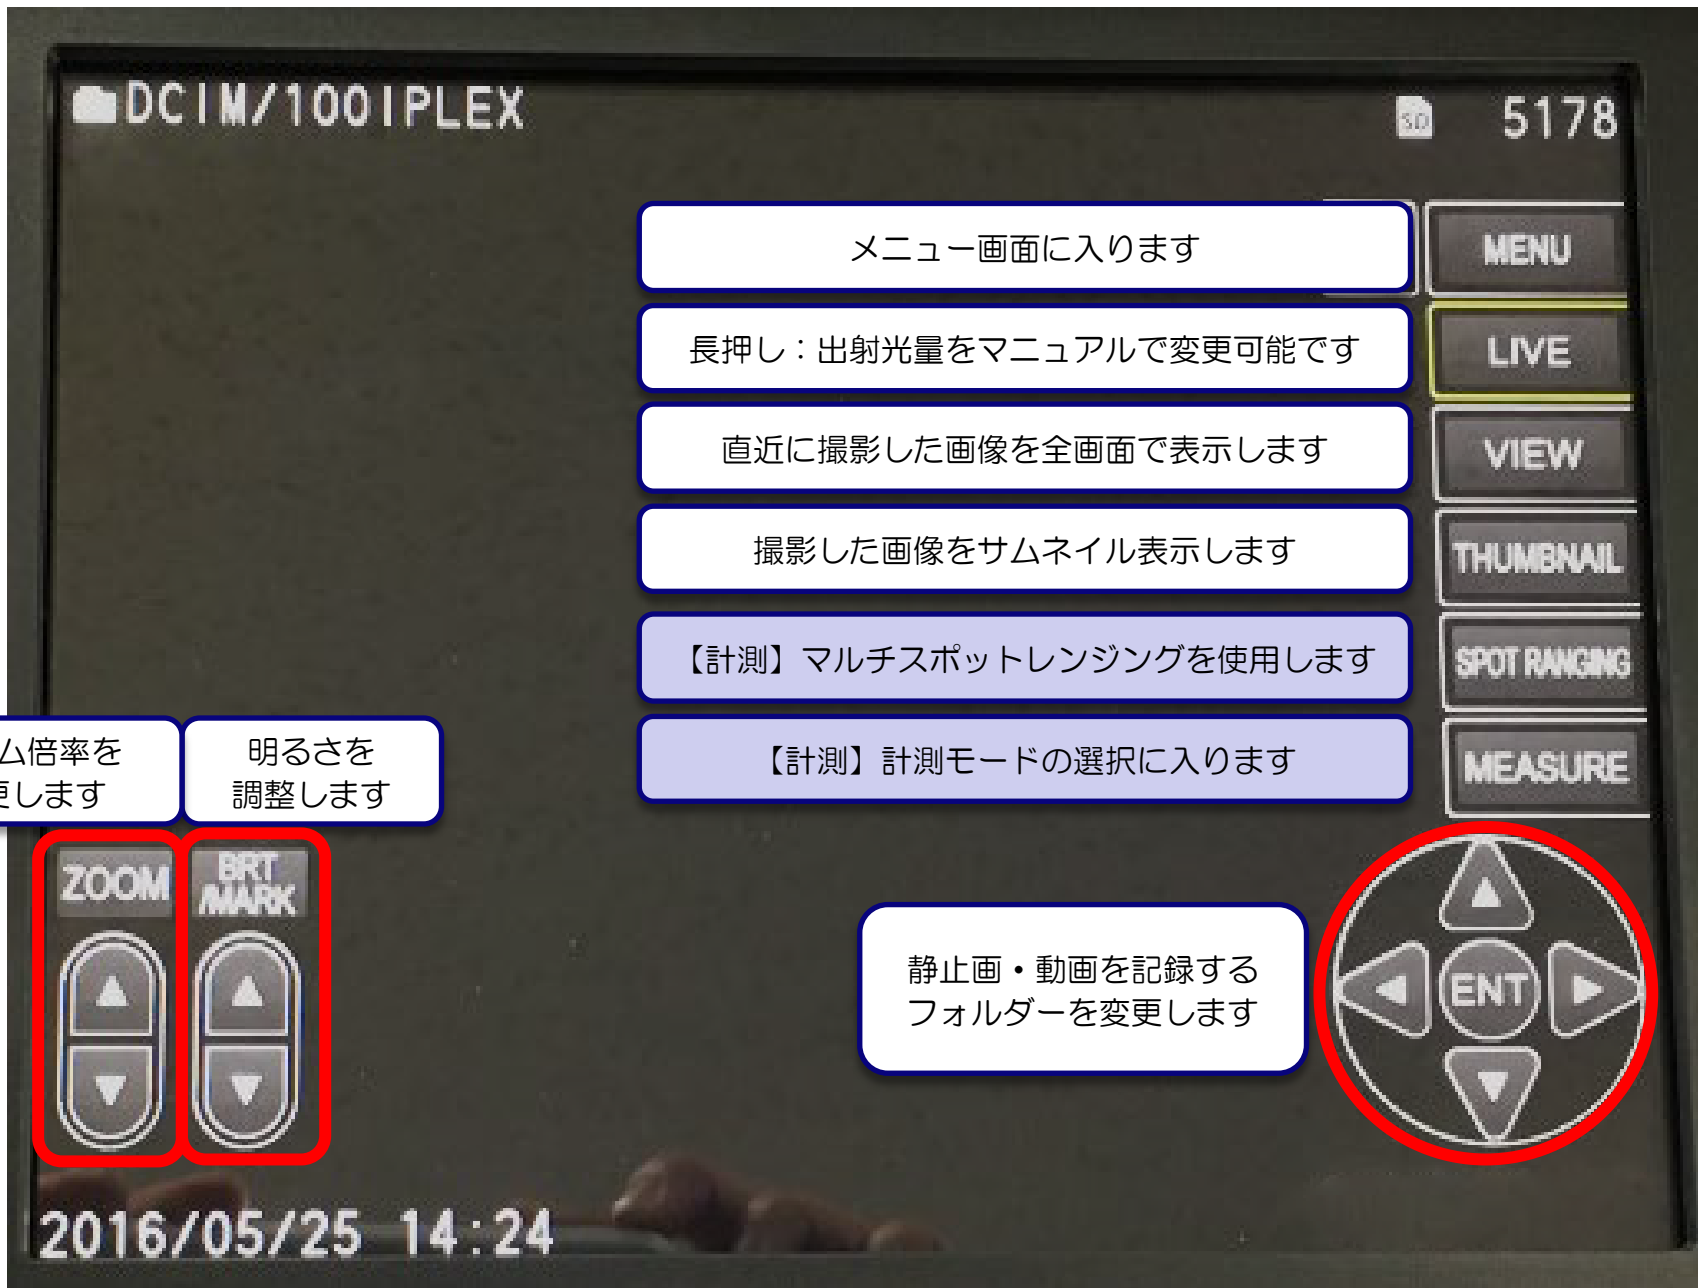 DCIM/100IPLEX
SD 5178
メニュー画面に入ります
MENU
長押し：出射光量をマニュアルで変更可能です
LIVE
直近に撮影した画像を全画面で表示します
VIEW
撮影した画像をサムネイル表示します
THUMBNAIL
【計測】マルチスポットレンジングを使用します
SPOT RANGING
【計測】計測モードの選択に入ります
MEASURE
ム倍率を
更します
明るさを
調整します
ZOOM
BRT
/MARK
静止画・動画を記録する
フォルダーを変更します
ENT
2016/05/25 14:24